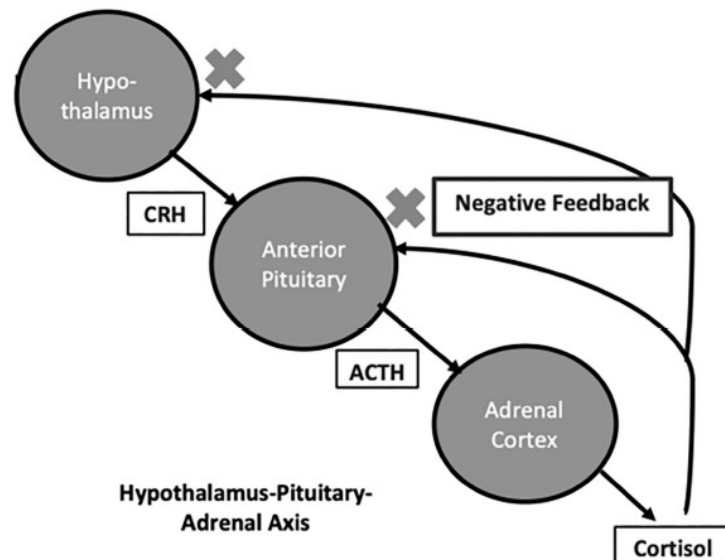 Hypo-
thalamus
CRH
Negative Feedback
Anterior
Pituitary
ACTH
Adrenal
Cortex
Hypothalamus-Pituitary-
Adrenal Axis
Cortisol